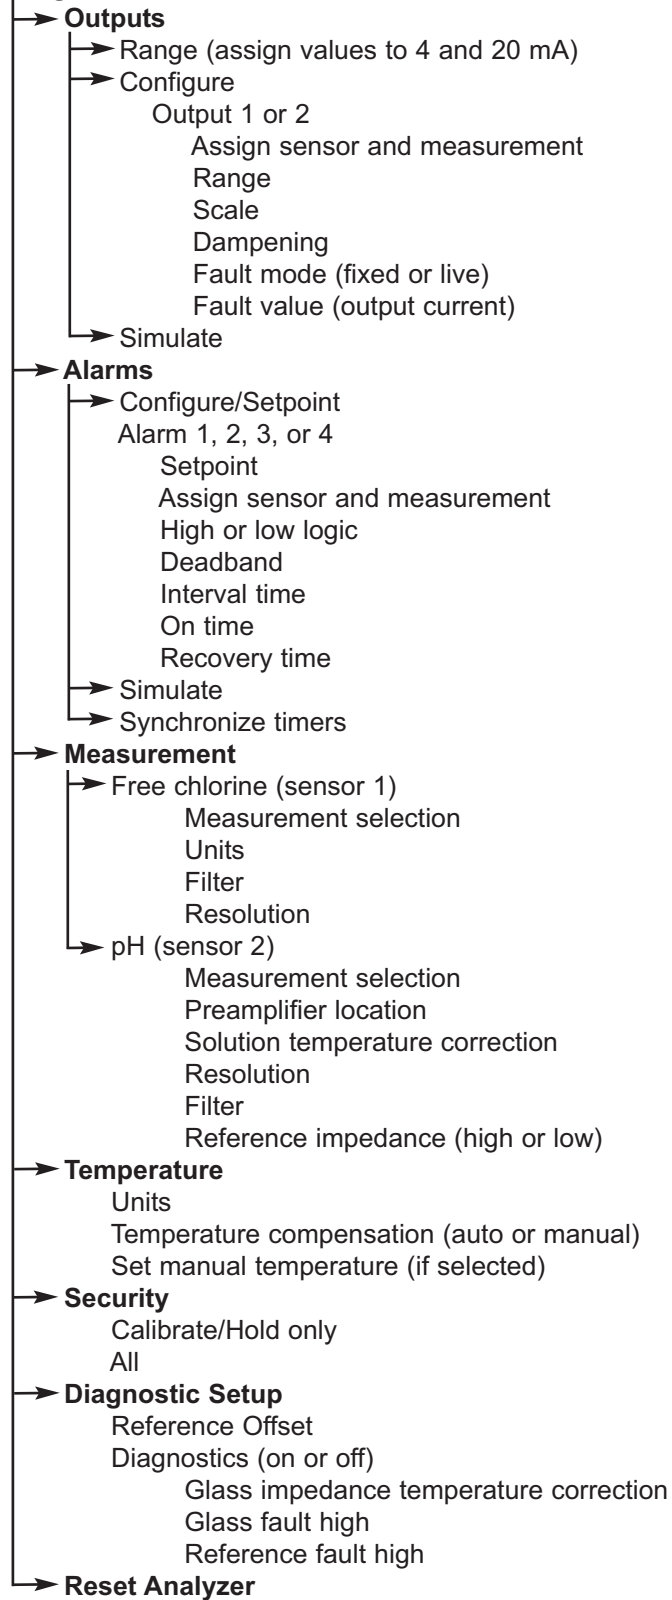 Outputs
Range (assign values to 4 and 20 mA)
Configure
Output 1 or 2
Assign sensor and measurement
Range
Scale
Dampening
Fault mode (fixed or live)
Fault value (output current)
Simulate
Alarms
Configure/Setpoint
Alarm 1, 2, 3, or 4
Setpoint
Assign sensor and measurement
High or low logic
Deadband
Interval time
On time
Recovery time
Simulate
Synchronize timers
Measurement
Free chlorine (sensor 1)
Measurement selection
Units
Filter
Resolution
pH (sensor 2)
Measurement selection
Preamplifier location
Solution temperature correction
Resolution
Filter
Reference impedance (high or low)
Temperature
Units
Temperature compensation (auto or manual)
Set manual temperature (if selected)
Security
Calibrate/Hold only
All
Diagnostic Setup
Reference Offset
Diagnostics (on or off)
Glass impedance temperature correction
Glass fault high
Reference fault high
Reset Analyzer